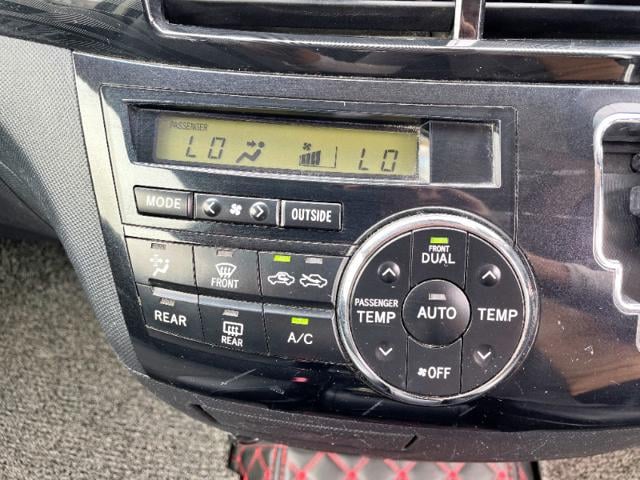 PASSENGER
LO LO
MODE OUTSIDE
FRONT
REAR REAR A/C
FRONT
DUAL
PASSENGER
TEMP AUTO TEMP
OFF